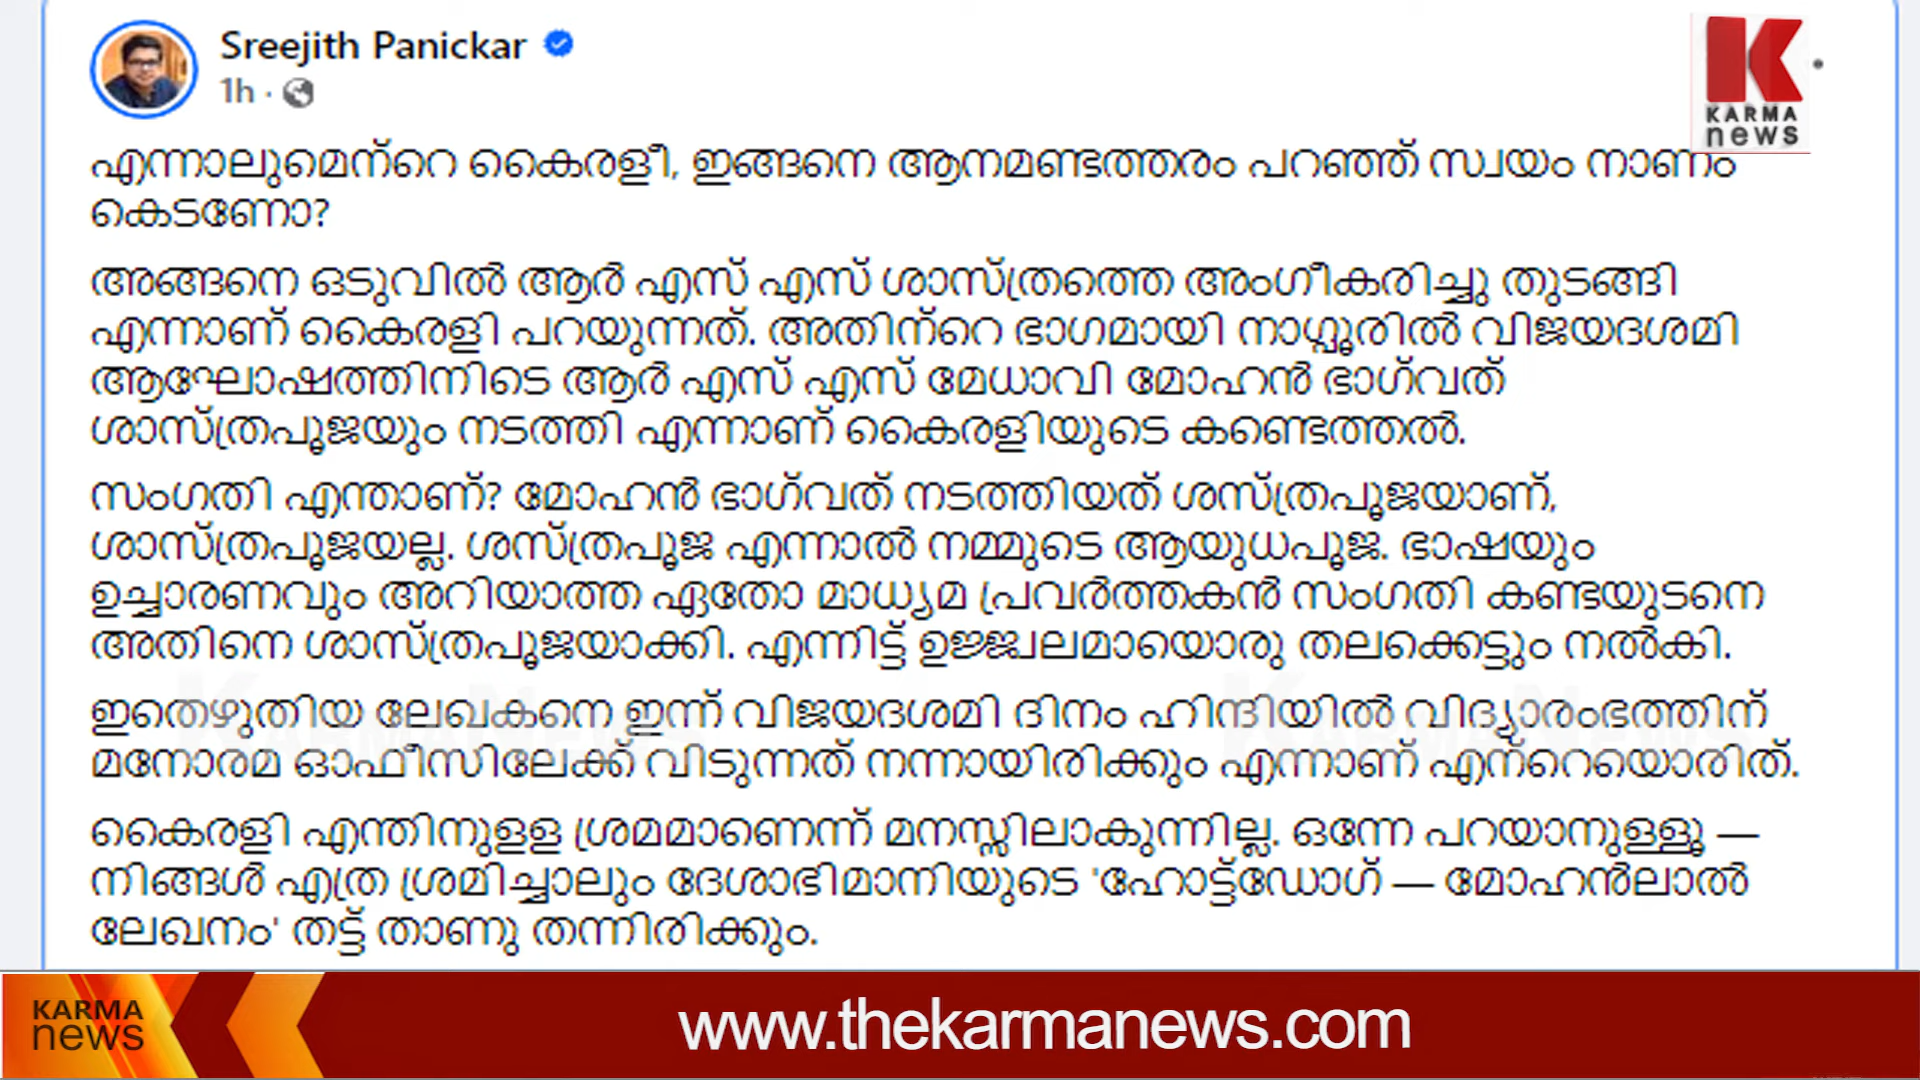 Sreejith Panickar
1h ·
KARMA
news
എന്നാലുമെന്റെ കൈരളീ, ഇങ്ങനെ ആനമണ്ടത്തരം പറഞ്ഞ് സ്വയം നാണം
കെടണോ?
അങ്ങനെ ഒടുവിൽ ആർ എസ് എസ് ശാസ്ത്രത്തെ അംഗീകരിച്ചു തുടങ്ങി
എന്നാണ് കൈരളി പറയുന്നത്. അതിന്റെ ഭാഗമായി നാഗ്പൂരിൽ വിജയദശമി
ആഘോഷത്തിനിടെ ആർ എസ് എസ് മേധാവി മോഹൻ ഭാഗ്‌വത്
ശാസ്ത്രപൂജയും നടത്തി എന്നാണ് കൈരളിയുടെ കണ്ടെത്തൽ.
സംഗതി എന്താണ്? മോഹൻ ഭാഗ്‌വത് നടത്തിയത് ശസ്ത്രപൂജയാണ്,
ശാസ്ത്രപൂജയല്ല. ശസ്ത്രപൂജ എന്നാൽ നമ്മുടെ ആയുധപൂജ. ഭാഷയും
ഉച്ചാരണവും അറിയാത്ത ഏതോ മാധ്യമ പ്രവർത്തകൻ സംഗതി കണ്ടയുടനെ
അതിനെ ശാസ്ത്രപൂജയാക്കി. എന്നിട്ട് ഉജ്ജ്വലമായൊരു തലക്കെട്ടും നൽകി.
ഇതെഴുതിയ ലേഖകനെ ഇന്ന് വിജയദശമി ദിനം ഹിന്ദിയിൽ വിദ്യാരംഭത്തിന്
മനോരമ ഓഫീസിലേക്ക് വിടുന്നത് നന്നായിരിക്കും എന്നാണ് എന്റെയൊരിത്.
കൈരളി എന്തിനുളള ശ്രമമാണെന്ന് മനസ്സിലാകുന്നില്ല. ഒന്നേ പറയാനുള്ളൂ —
നിങ്ങൾ എത്ര ശ്രമിച്ചാലും ദേശാഭിമാനിയുടെ 'ഹോട്ട്ഡോഗ് — മോഹൻലാൽ
ലേഖനം' തട്ട് താണു തന്നിരിക്കും.
KARMA NEWS
KARMA NEWS
KARMA
news
www.thekarmanews.com